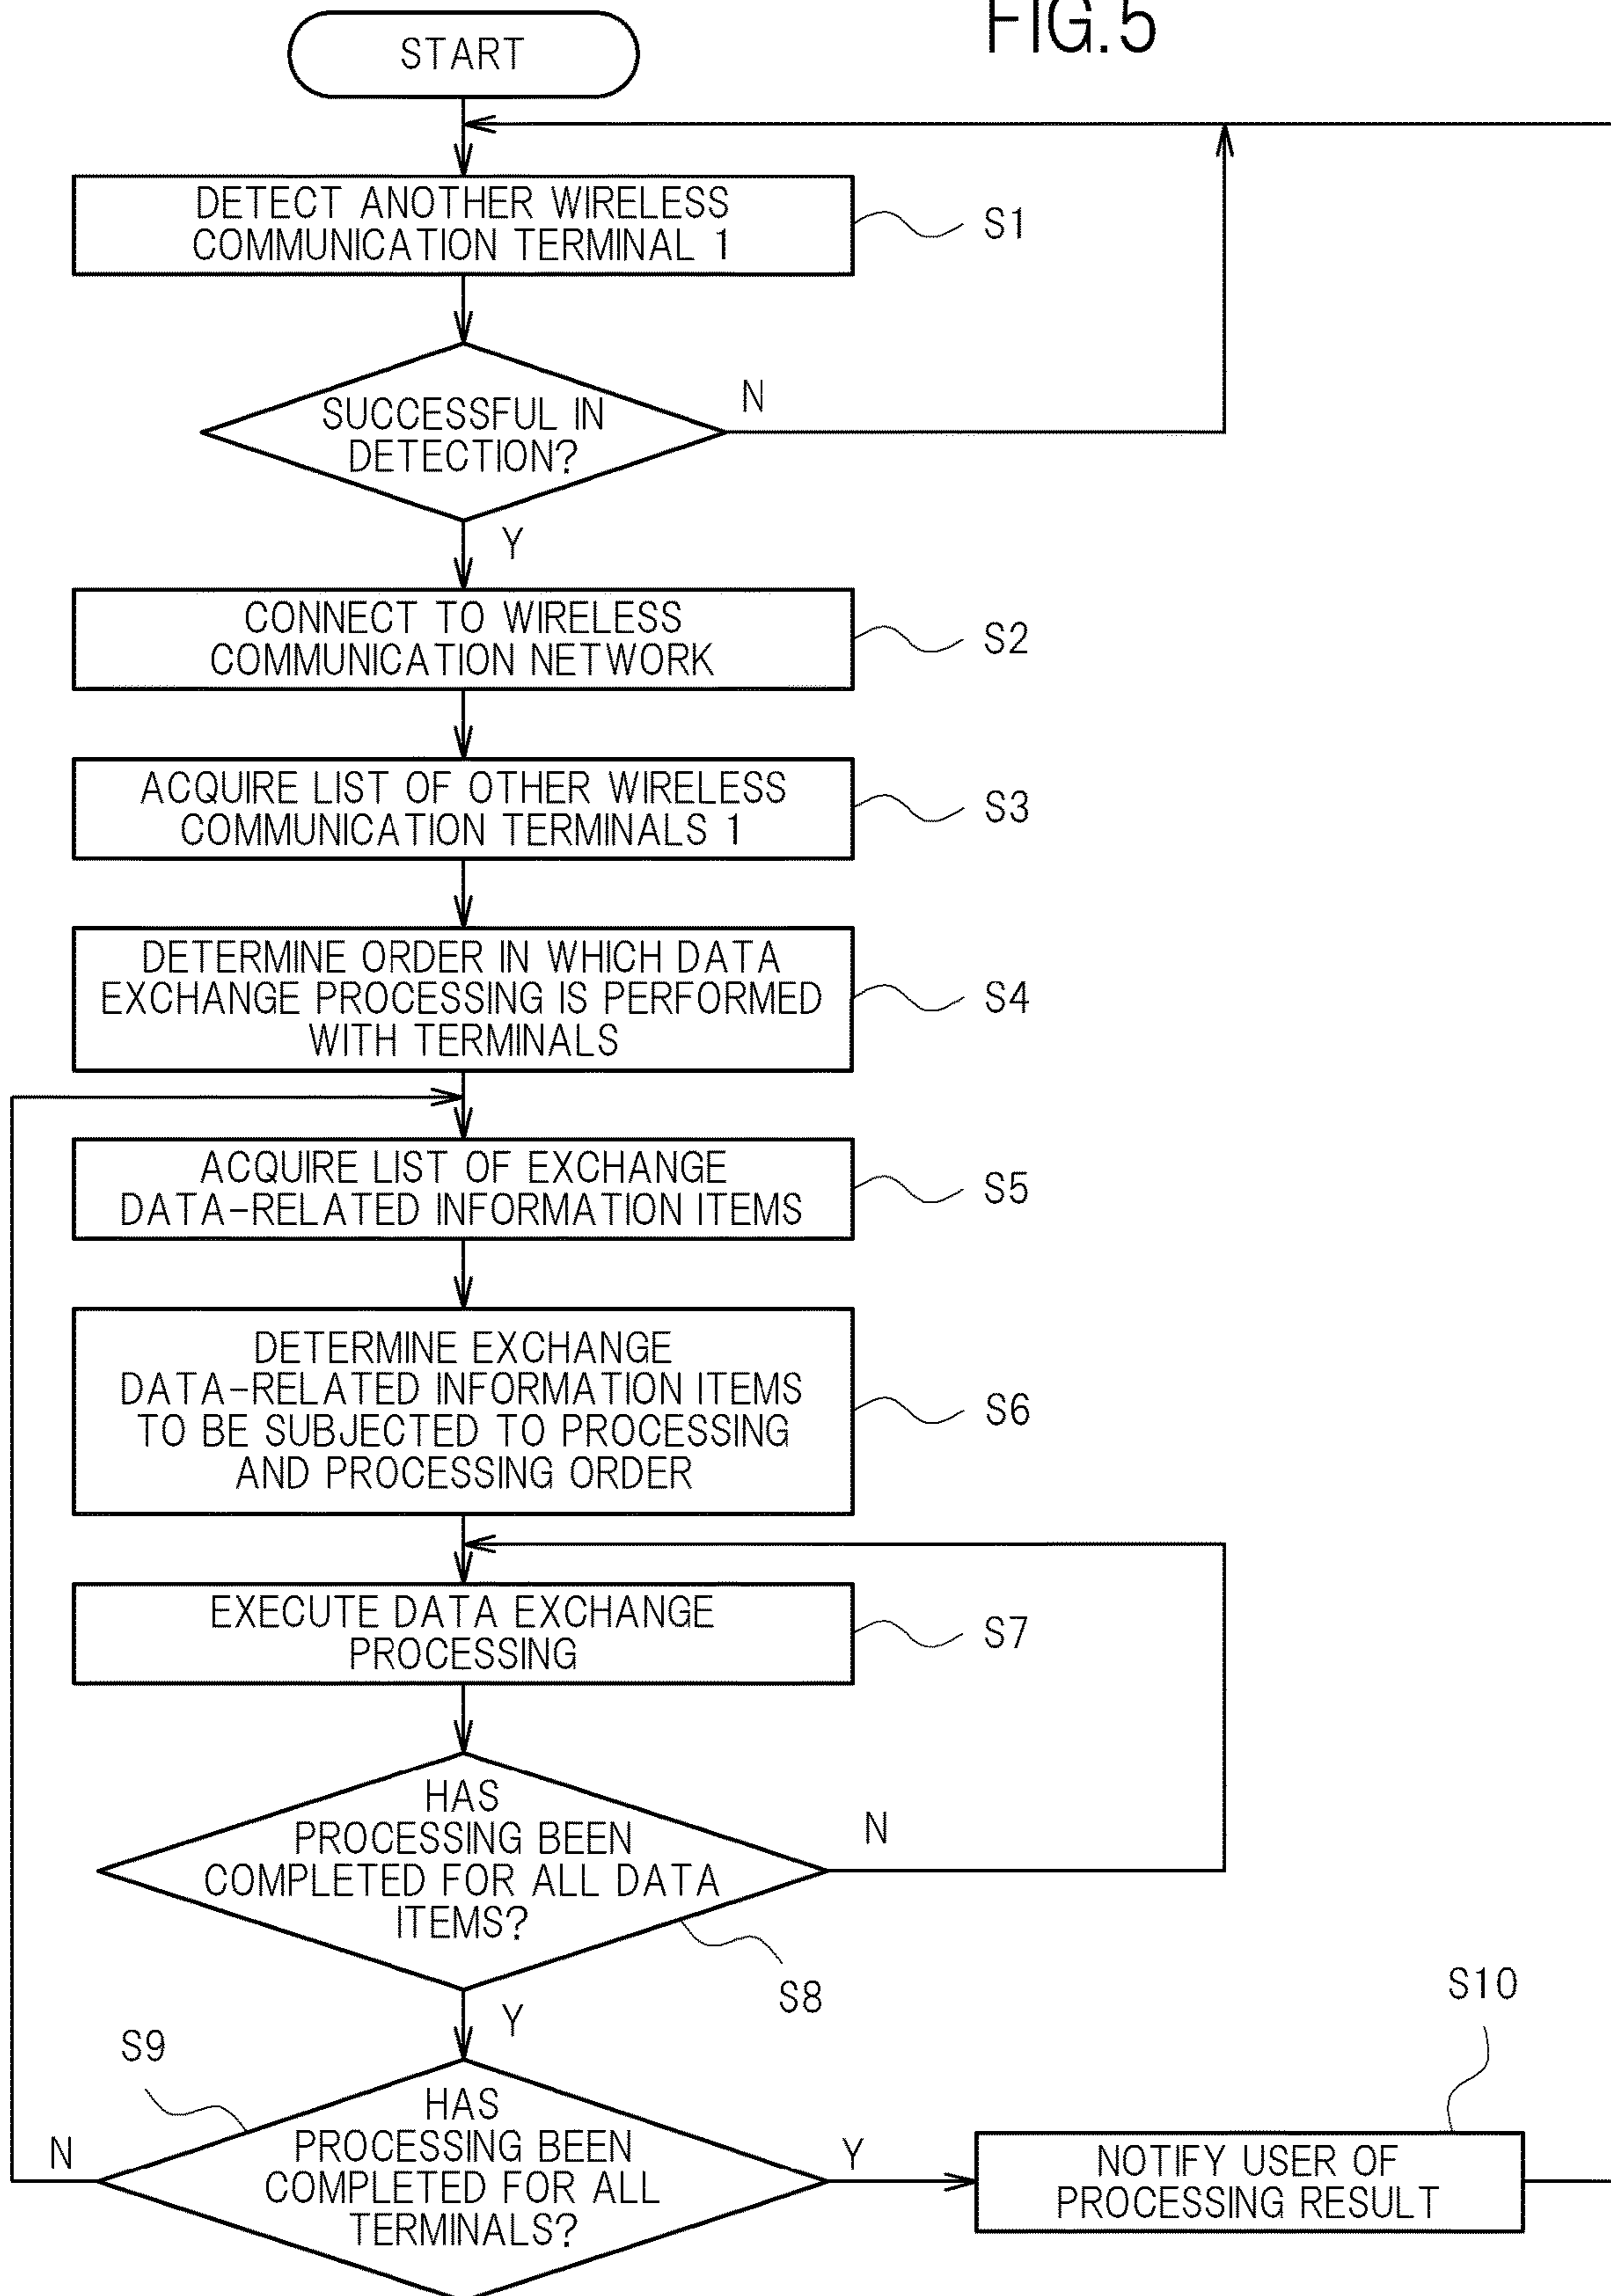 FIG.5
START
DETECT ANOTHER WIRELESS
COMMUNICATION TERMINAL 1
S1
SUCCESSFUL IN
DETECTION?
N
Y
CONNECT TO WIRELESS
COMMUNICATION NETWORK
S2
ACQUIRE LIST OF OTHER WIRELESS
COMMUNICATION TERMINALS 1
S3
DETERMINE ORDER IN WHICH DATA
EXCHANGE PROCESSING IS PERFORMED
WITH TERMINALS
S4
ACQUIRE LIST OF EXCHANGE
DATA-RELATED INFORMATION ITEMS
S5
DETERMINE EXCHANGE
DATA-RELATED INFORMATION ITEMS
TO BE SUBJECTED TO PROCESSING
AND PROCESSING ORDER
S6
EXECUTE DATA EXCHANGE
PROCESSING
S7
HAS
PROCESSING BEEN
COMPLETED FOR ALL DATA
ITEMS?
N
S8
Y
S9
HAS
PROCESSING BEEN
COMPLETED FOR ALL
TERMINALS?
N
Y
S10
NOTIFY USER OF
PROCESSING RESULT